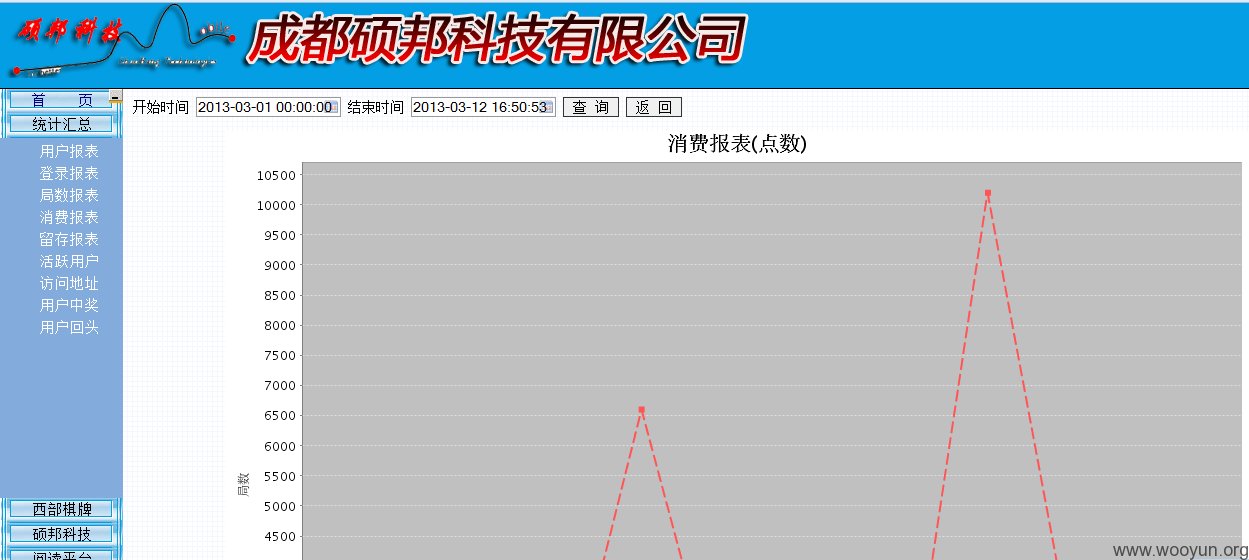 硕邦科技
成都硕邦科技有限公司
首 页
开始时间 2013-03-01 00:00:00 结束时间 2013-03-12 16:50:53 查 询 返 回
统计汇总
用户报表
登录报表
局数报表
消费报表
留存报表
活跃用户
访问地址
用户中奖
用户回头
西部棋牌
硕邦科技
阅读平台
消费报表(点数)
10500
10000
9500
9000
8500
8000
7500
7000
6500
6000
5500
5000
4500
局数
www.wooyun.org